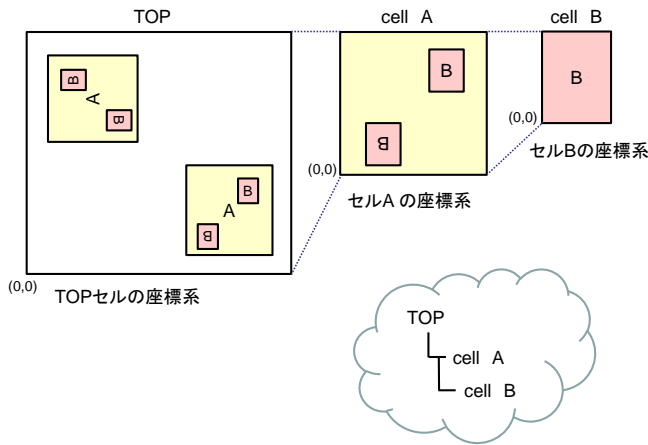 TOP
cell A
cell B
B
A
B
B
A
B
B
B
B
(0,0)
(0,0)
(0,0)
セルBの座標系
セルA の座標系
TOPセルの座標系
TOP
cell A
cell B